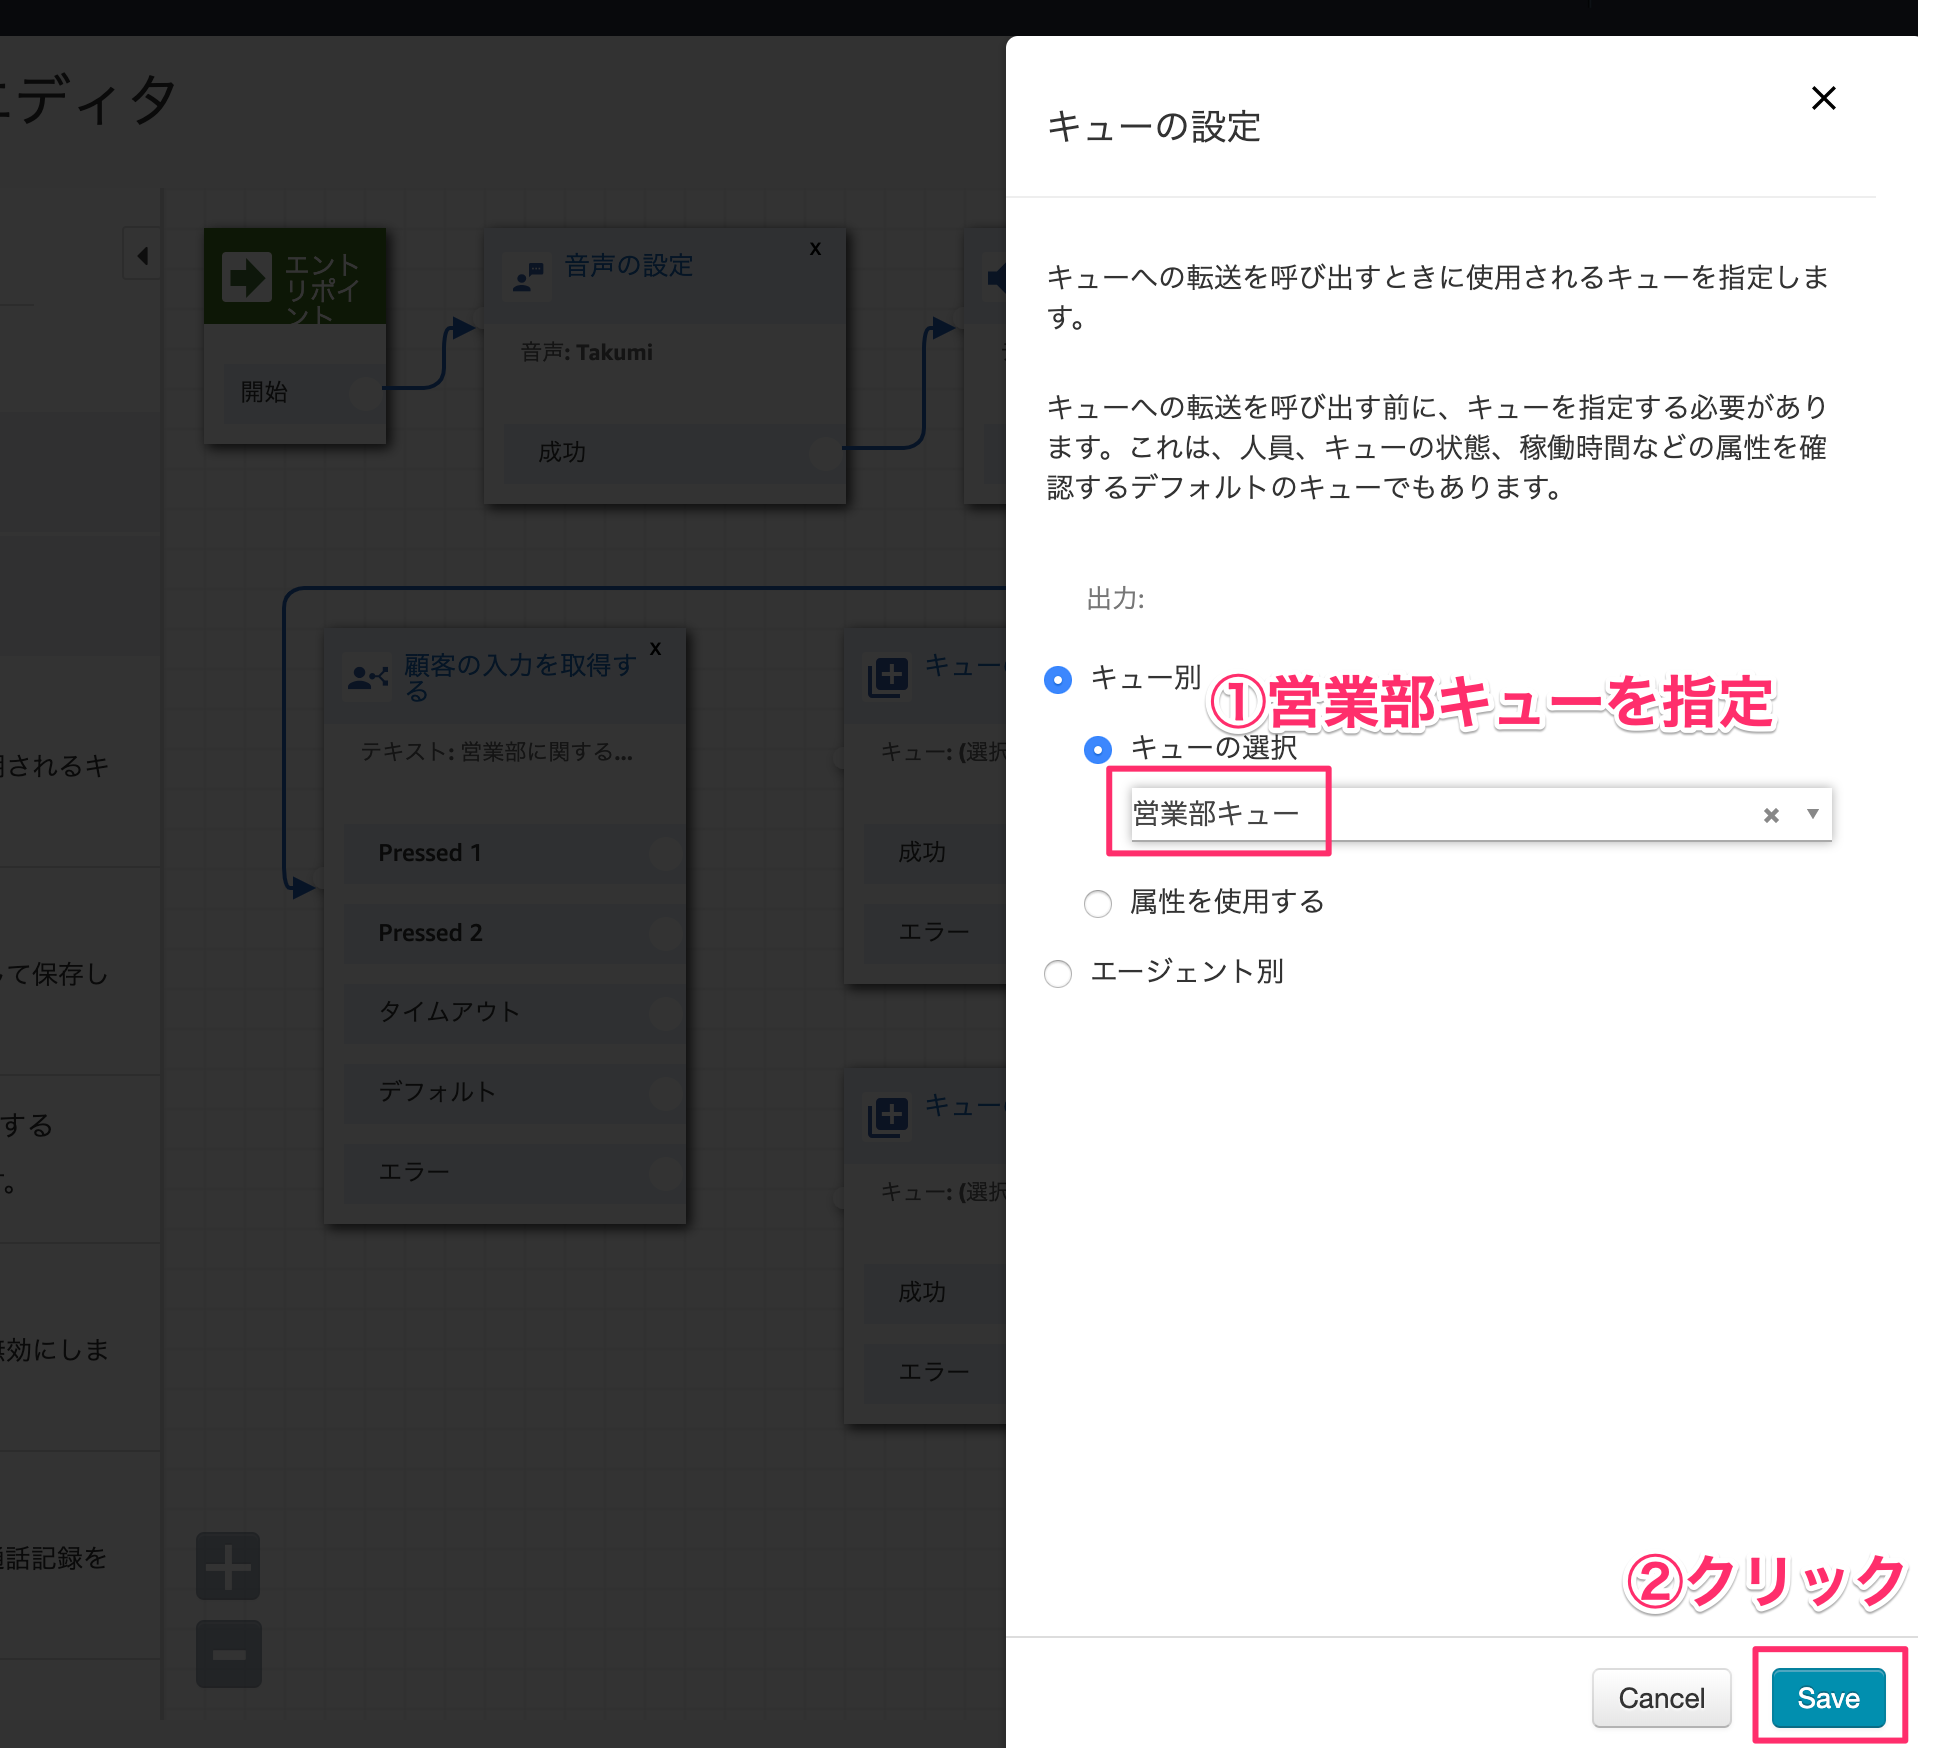 エディタ
エント
リポイ
ント
開始
音声の設定
x
音声: Takumi
成功
顧客の入力を取得す
る
x
テキスト: 営業部に関する...
Pressed 1
Pressed 2
タイムアウト
デフォルト
エラー
キュー
キュー: (選択
成功
エラー
キュー
キュー: (選択
成功
エラー
されるキ
て保存し
する
。
効にしま
話記録を
キューの設定
キューへの転送を呼び出すときに使用されるキューを指定しま
す。
キューへの転送を呼び出す前に、キューを指定する必要があり
ます。これは、人員、キューの状態、稼働時間などの属性を確
認するデフォルトのキューでもあります。
出力:
キュー別
①営業部キューを指定
キューの選択
営業部キュー
属性を使用する
エージェント別
②クリック
Cancel
Save